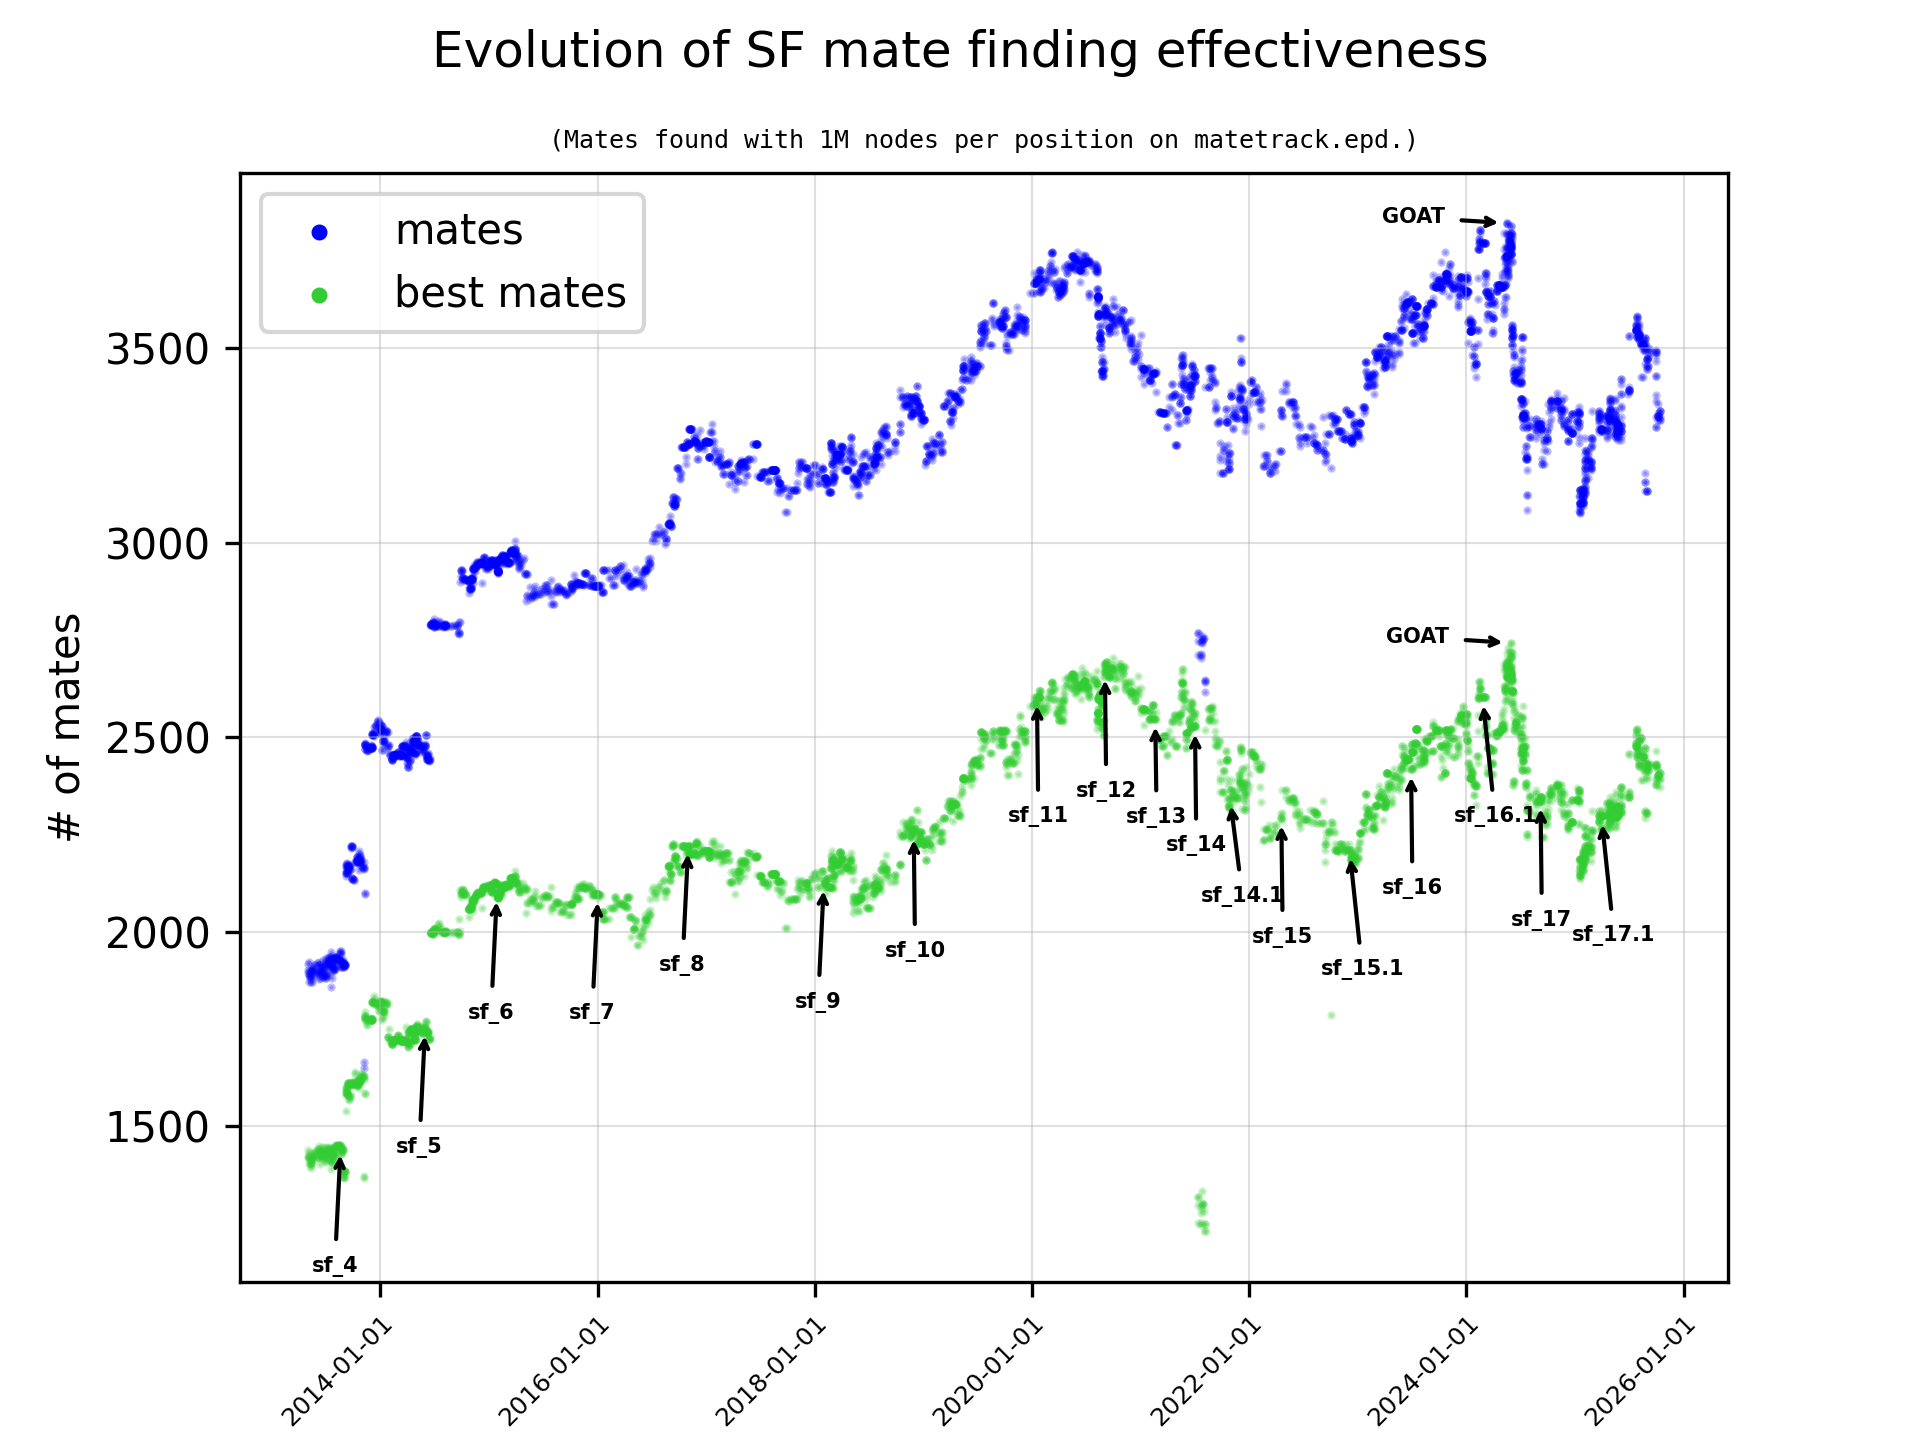 Evolution of SF mate finding effectiveness
(Mates found with 1M nodes per position on matetrack.epd.)
mates
best mates
GOAT
GOAT
# of mates
3500
3000
2500
2000
1500
sf_4
sf_5
sf_6
sf_7
sf_8
sf_9
sf_10
sf_11
sf_12
sf_13
sf_14
sf_14.1
sf_15
sf_15.1
sf_16
sf_16.1
sf_17
sf_17.1
2014-01-01
2016-01-01
2018-01-01
2020-01-01
2022-01-01
2024-01-01
2026-01-01